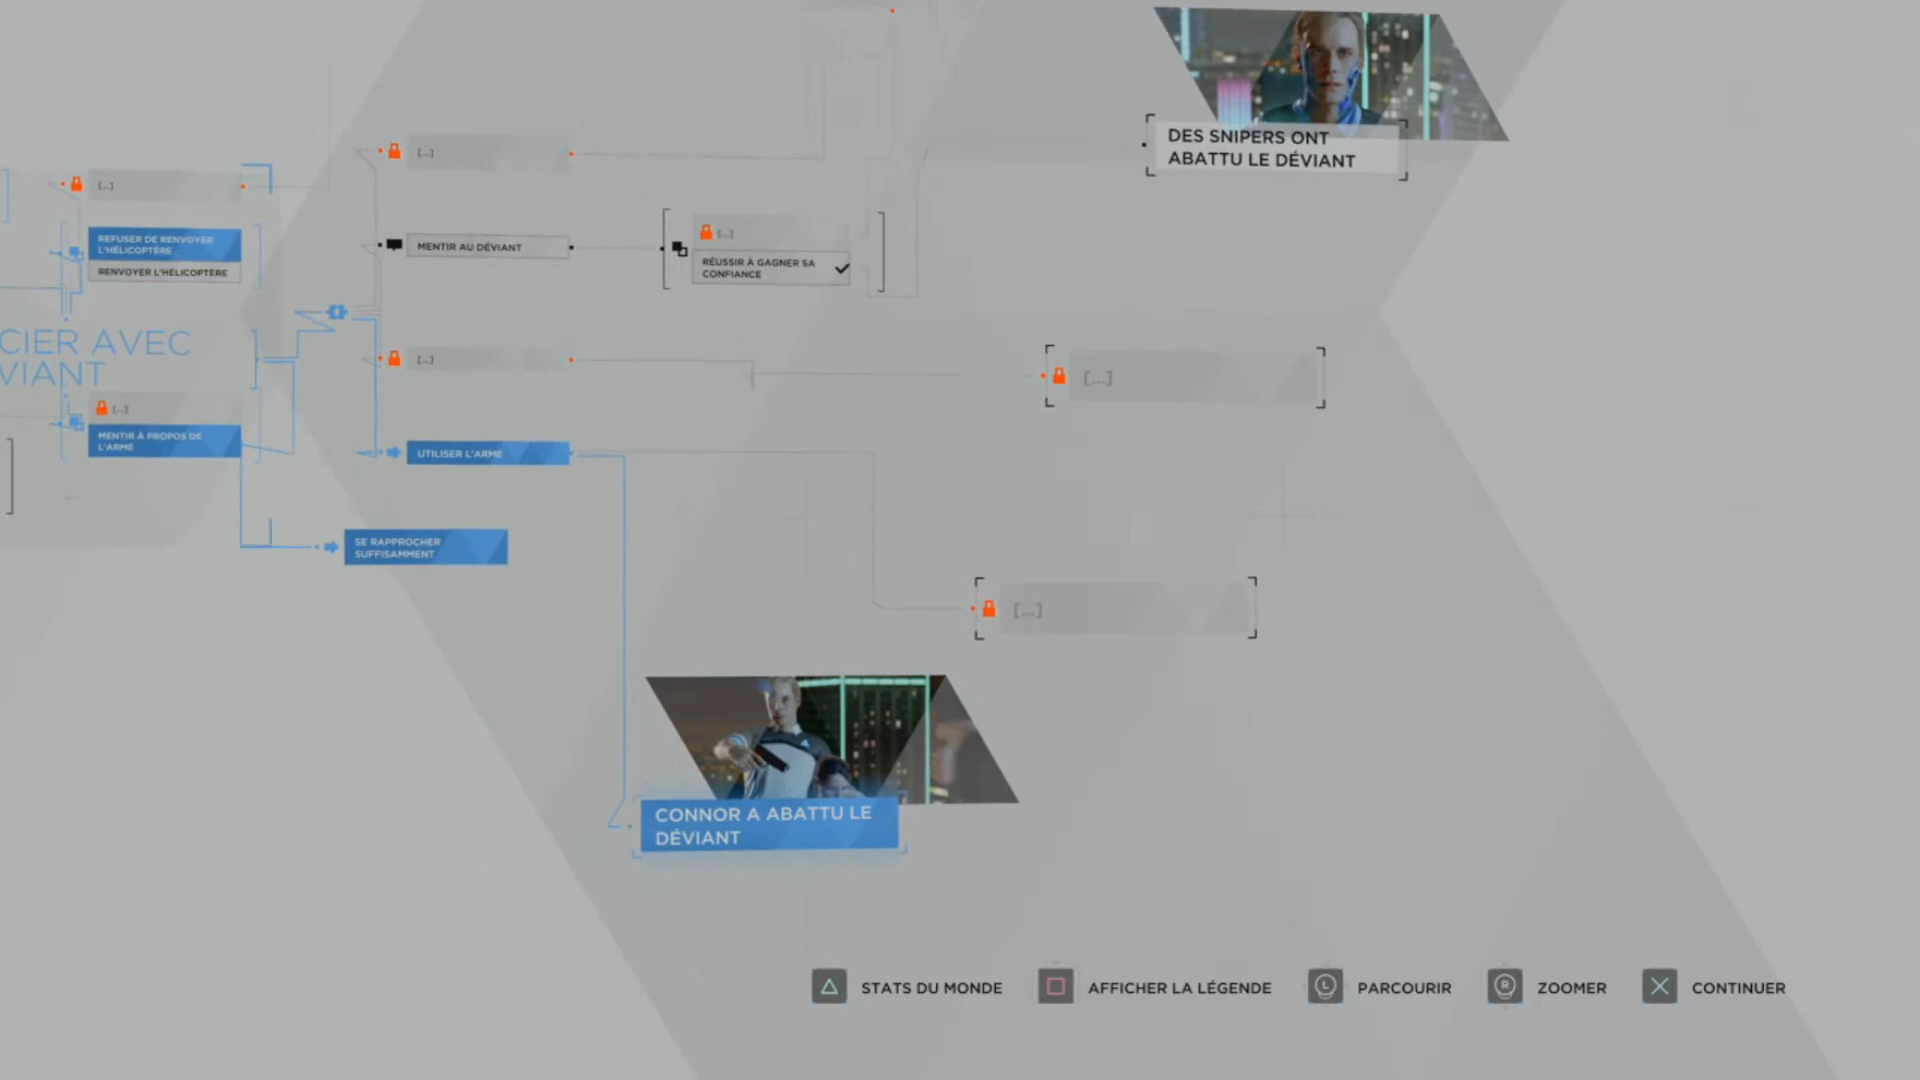 DES SNIPERS ONT
ABATTU LE DÉVIANT
[...]
[...]
REFUSER DE RENVOYER
L'HÉLICOPTÈRE
RENVOYER L'HÉLICOPTÈRE
MENTIR AU DÉVIANT
[...]
RÉUSSIR À GAGNER SA
CONFIANCE
CIER AVEC
VIANT
[...]
[...]
[...]
MENTIR À PROPOS DE
L'ARME
UTILISER L'ARME
SE RAPPROCHER
SUFFISAMMENT
[...]
CONNOR A ABATTU LE
DÉVIANT
STATS DU MONDE
AFFICHER LA LÉGENDE
L
PARCOURIR
R
ZOOMER
CONTINUER